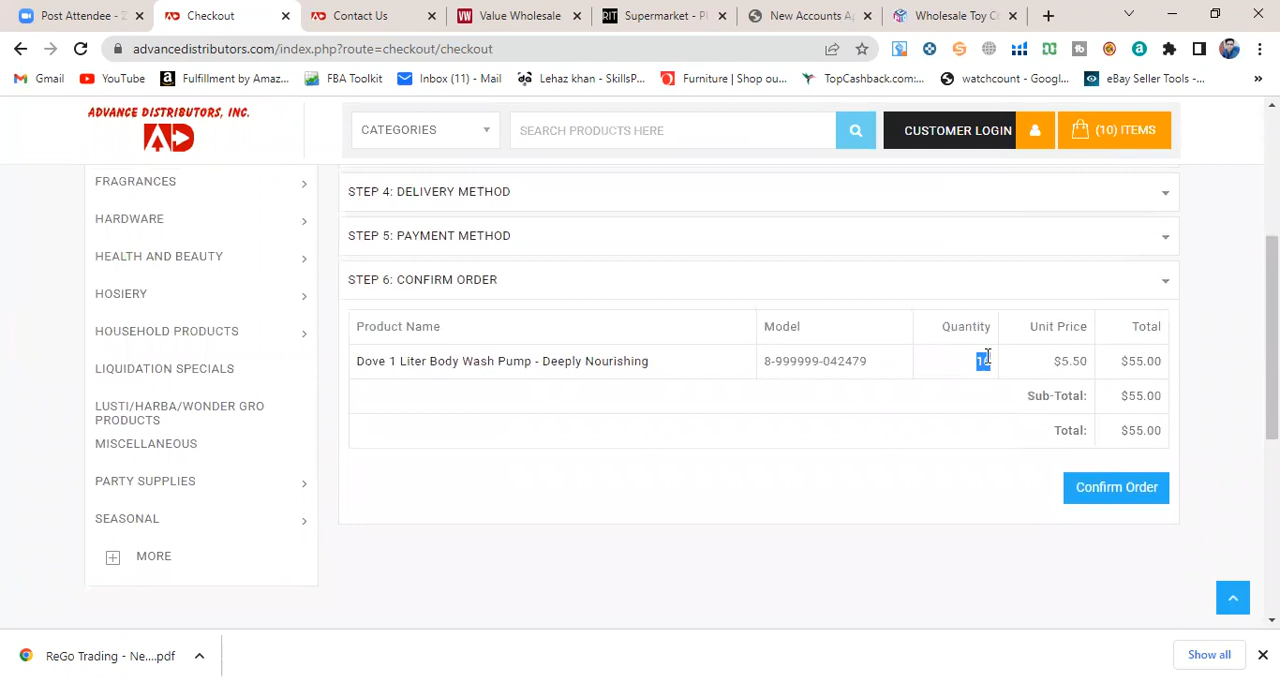 Post Attendee - Z
Checkout
Contact Us
Value Wholesale
Supermarket - P
New Accounts A
Wholesale Toy C
advancedistributors.com/index.php?route=checkout/checkout
Gmail
YouTube
Fulfillment by Amaz...
FBA Toolkit
Inbox (11) - Mail
Lehaz khan - SkillsP...
Furniture | Shop ou...
TopCashback.com:...
watchcount - Googl...
eBay Seller Tools -...
ADVANCE DISTRIBUTORS, INC.
AD
CATEGORIES
SEARCH PRODUCTS HERE
CUSTOMER LOGIN
(10) ITEMS
FRAGRANCES
HARDWARE
HEALTH AND BEAUTY
HOSIERY
HOUSEHOLD PRODUCTS
LIQUIDATION SPECIALS
LUSTI/HARBA/WONDER GRO
PRODUCTS
MISCELLANEOUS
PARTY SUPPLIES
SEASONAL
MORE
STEP 4: DELIVERY METHOD
STEP 5: PAYMENT METHOD
STEP 6: CONFIRM ORDER
Product Name Model Quantity Unit Price Total
Dove 1 Liter Body Wash Pump - Deeply Nourishing 8-999999-042479 10 $5.50 $55.00
Sub-Total: $55.00
Total: $55.00
Confirm Order
ReGo Trading - Ne....pdf
Show all